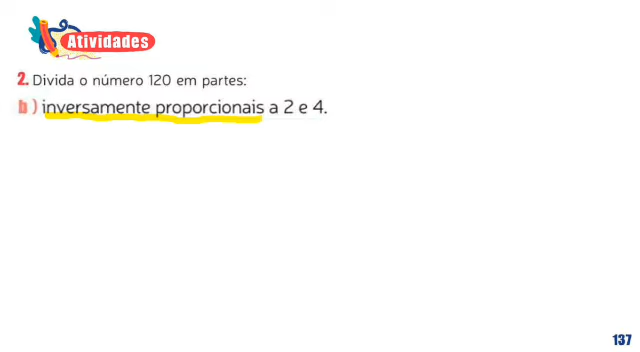 Atividades
2. Divida o número 120 em partes:
b) inversamente proporcionais a 2 e 4.
137